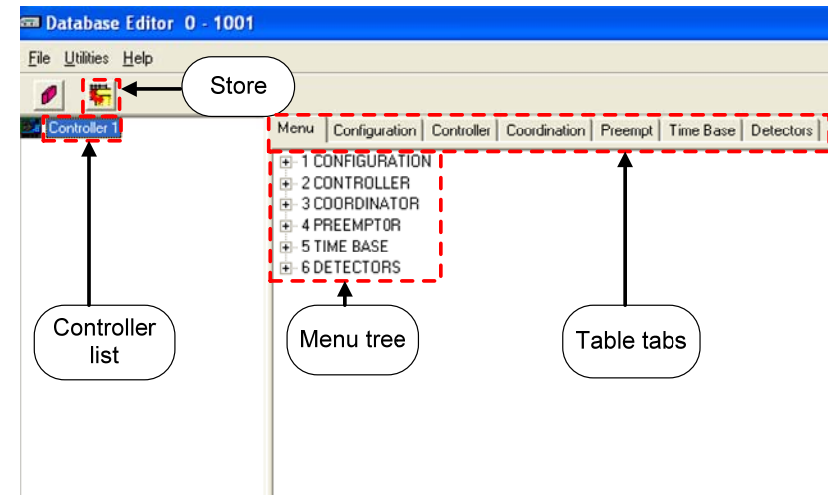 Database Editor 0 - 1001
File Utilities Help
Store
Controller 1
Menu Configuration Controller Coordination Preempt Time Base Detectors
1 CONFIGURATION
2 CONTROLLER
3 COORDINATOR
4 PREEMPTOR
5 TIME BASE
6 DETECTORS
Controller
list
Menu tree
Table tabs